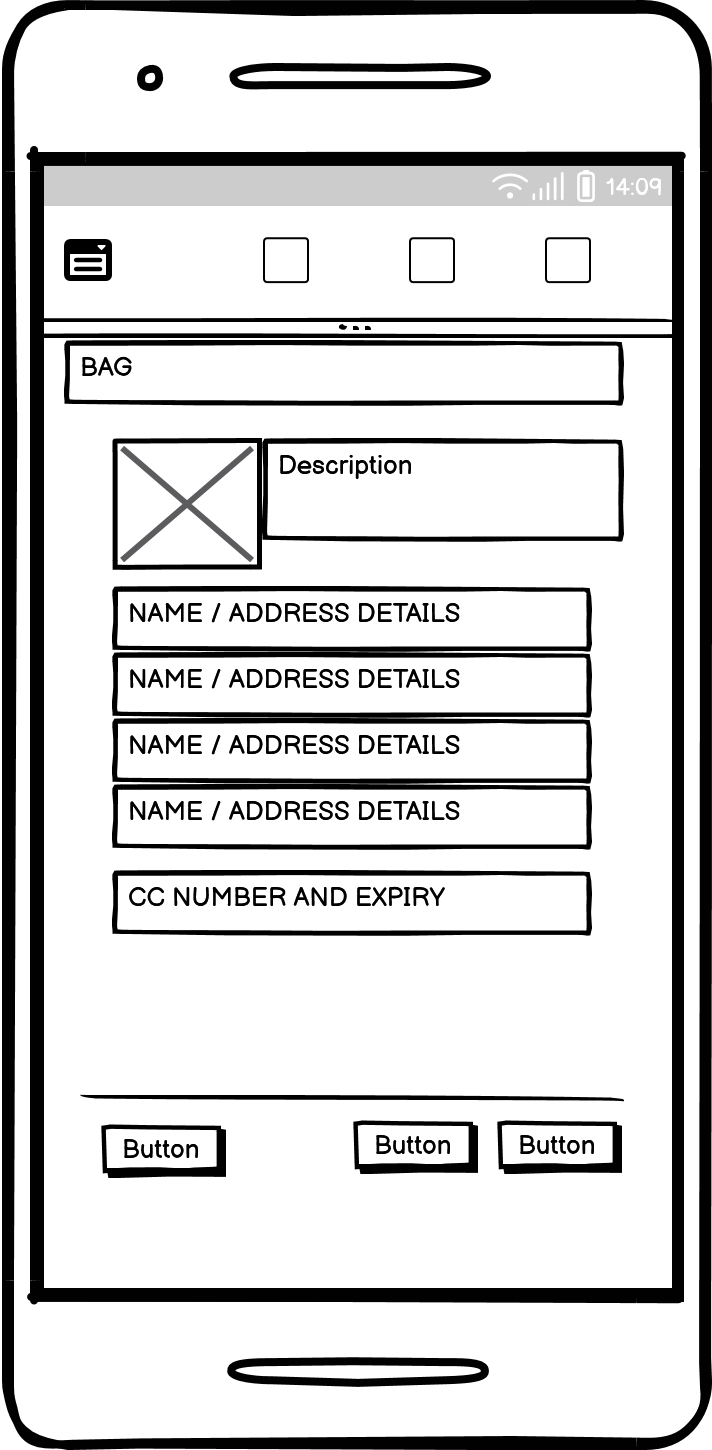 14:09
BAG
Description
NAME / ADDRESS DETAILS
NAME / ADDRESS DETAILS
NAME / ADDRESS DETAILS
NAME / ADDRESS DETAILS
CC NUMBER AND EXPIRY
Button Button Button